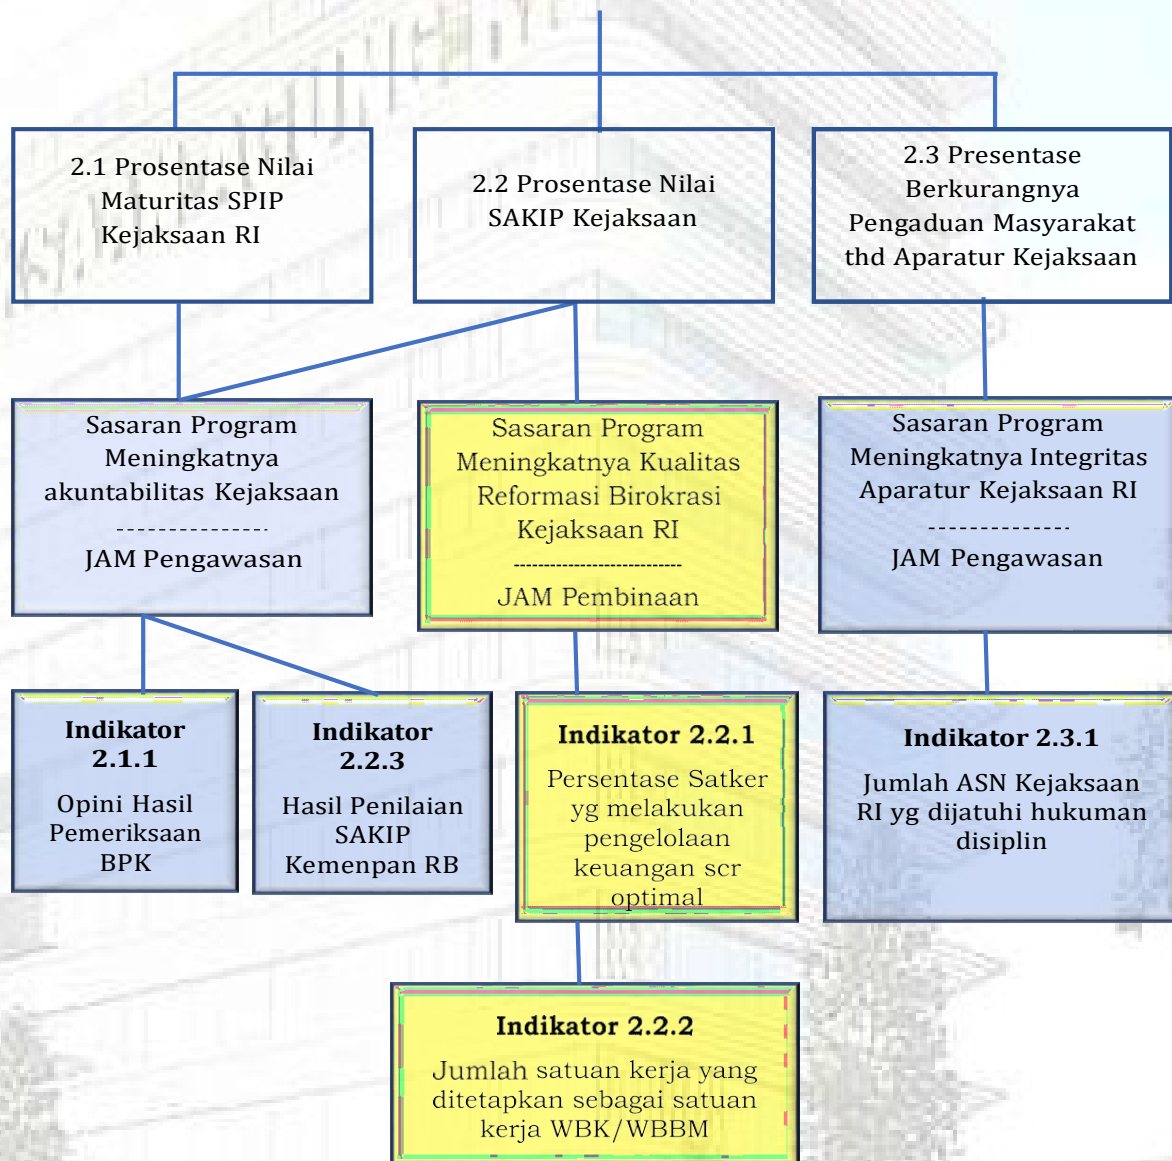 2.1 Prosentase Nilai
Maturitas SPIP
Kejaksaan RI
2.2 Prosentase Nilai
SAKIP Kejaksaan
2.3 Presentase
Berkurangnya
Pengaduan Masyarakat
thd Aparatur Kejaksaan
Sasaran Program
Meningkatnya
akuntabilitas Kejaksaan
---------------
JAM Pengawasan
Sasaran Program
Meningkatnya Kualitas
Reformasi Birokrasi
Kejaksaan RI
----------------------------
JAM Pembinaan
Sasaran Program
Meningkatnya Integritas
Aparatur Kejaksaan RI
--------------
JAM Pengawasan
Indikator
2.1.1
Opini Hasil
Pemeriksaan
BPK
Indikator
2.2.3
Hasil Penilaian
SAKIP
Kemenpan RB
Indikator 2.2.1
Persentase Satker
yg melakukan
pengelolaan
keuangan scr
optimal
Indikator 2.3.1
Jumlah ASN Kejaksaan
RI yg dijatuhi hukuman
disiplin
Indikator 2.2.2
Jumlah satuan kerja yang
ditetapkan sebagai satuan
kerja WBK/WBBM